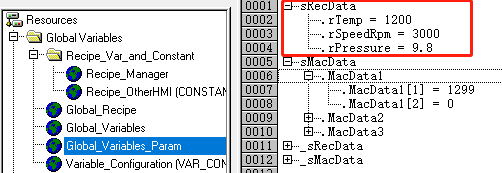 Resources
Global Variables
Recipe_Var_and_Constant
Recipe_Manager
Recipe_OtherHMI (CONSTAN
Global_Recipe
Global_Variables
Global_Variables_Param
Variable_Configuration (VAR_CON
0001 sRecData
0002 .rTemp = 1200
0003 .rSpeedRpm = 3000
0004 .rPressure = 9.8
0005 sMacData
0006 .MacData1
0007 .MacData1[1] = 1299
0008 .MacData1[2] = 0
0009 .MacData2
0010 .MacData3
0011 _sRecData
0012 _sMacData